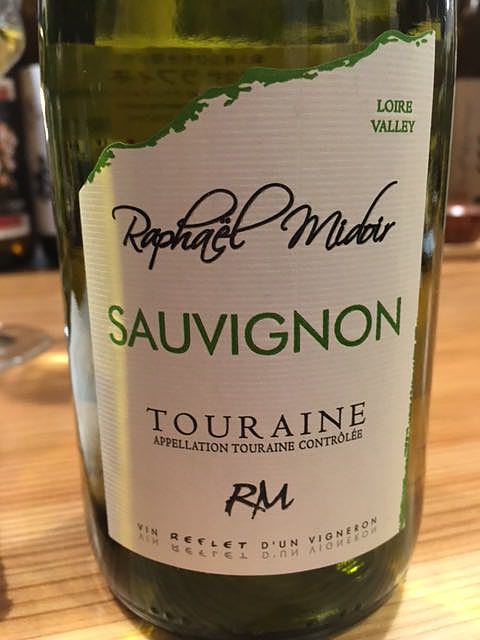 LOIRE
VALLEY
Raphaël Midoir
SAUVIGNON
TOURAINE
APPELLATION TOURAINE CONTRÔLÉE
RM
VIN REFLET D'UN VIGNERON